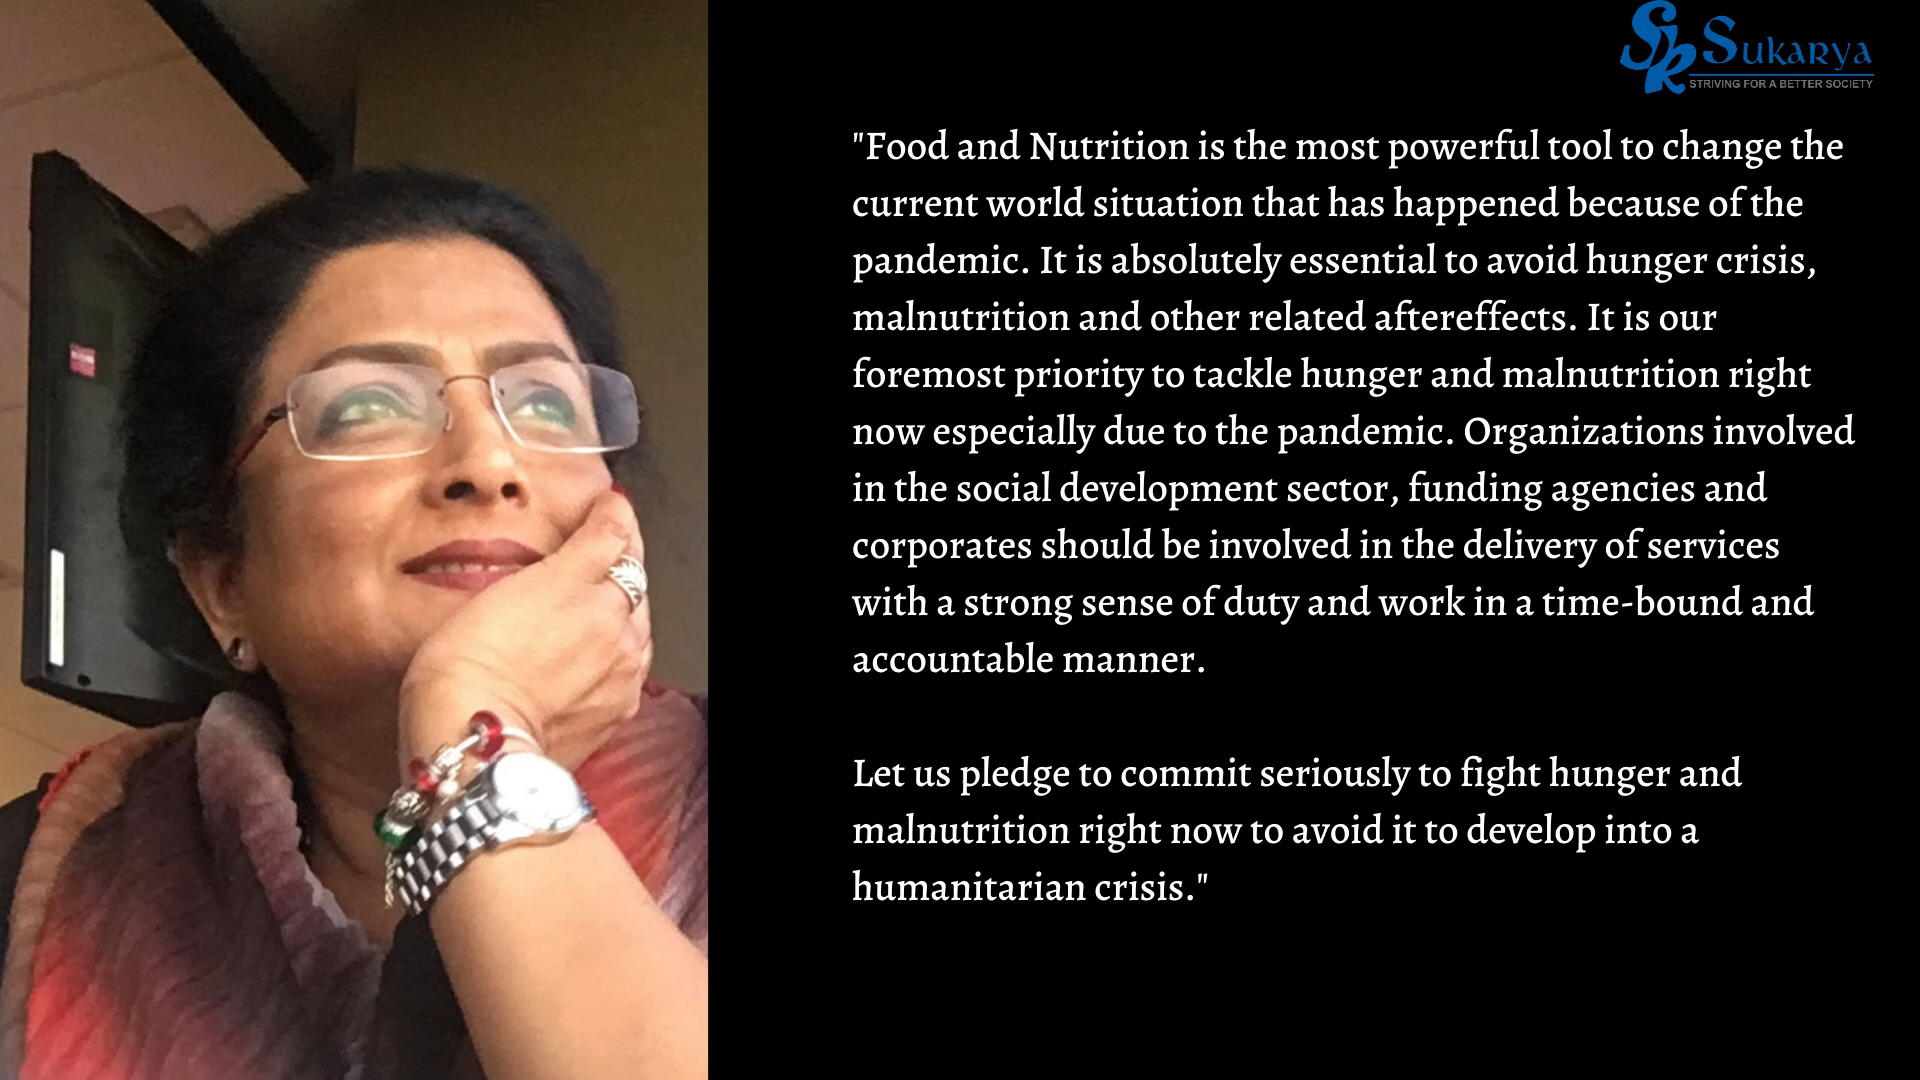 Sukarya
STRIVING FOR A BETTER SOCIETY
"Food and Nutrition is the most powerful tool to change the
current world situation that has happened because of the
pandemic. It is absolutely essential to avoid hunger crisis,
malnutrition and other related aftereffects. It is our
foremost priority to tackle hunger and malnutrition right
now especially due to the pandemic. Organizations involved
in the social development sector, funding agencies and
corporates should be involved in the delivery of services
with a strong sense of duty and work in a time-bound and
accountable manner.
Let us pledge to commit seriously to fight hunger and
malnutrition right now to avoid it to develop into a
humanitarian crisis."